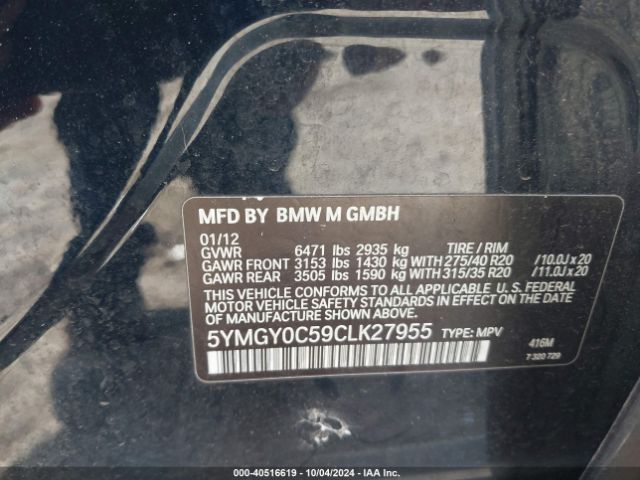 MFD BY BMW M GMBH
01/12
GVWR 6471 lbs 2935 kg TIRE / RIM
GAWR FRONT 3153 lbs 1430 kg WITH 275/40 R20 /10.0J x 20
GAWR REAR 3505 lbs 1590 kg WITH 315/35 R20 /11.0J x 20
THIS VEHICLE CONFORMS TO ALL APPLICABLE U. S. FEDERAL
MOTOR VEHICLE SAFETY STANDARDS IN EFFECT ON THE DATE
OF MANUFACTURE SHOWN ABOVE.
5YMGY0C59CLK27955 TYPE: MPV
416M
7 320 729
000-40516619 - 10/04/2024 - IAA Inc.